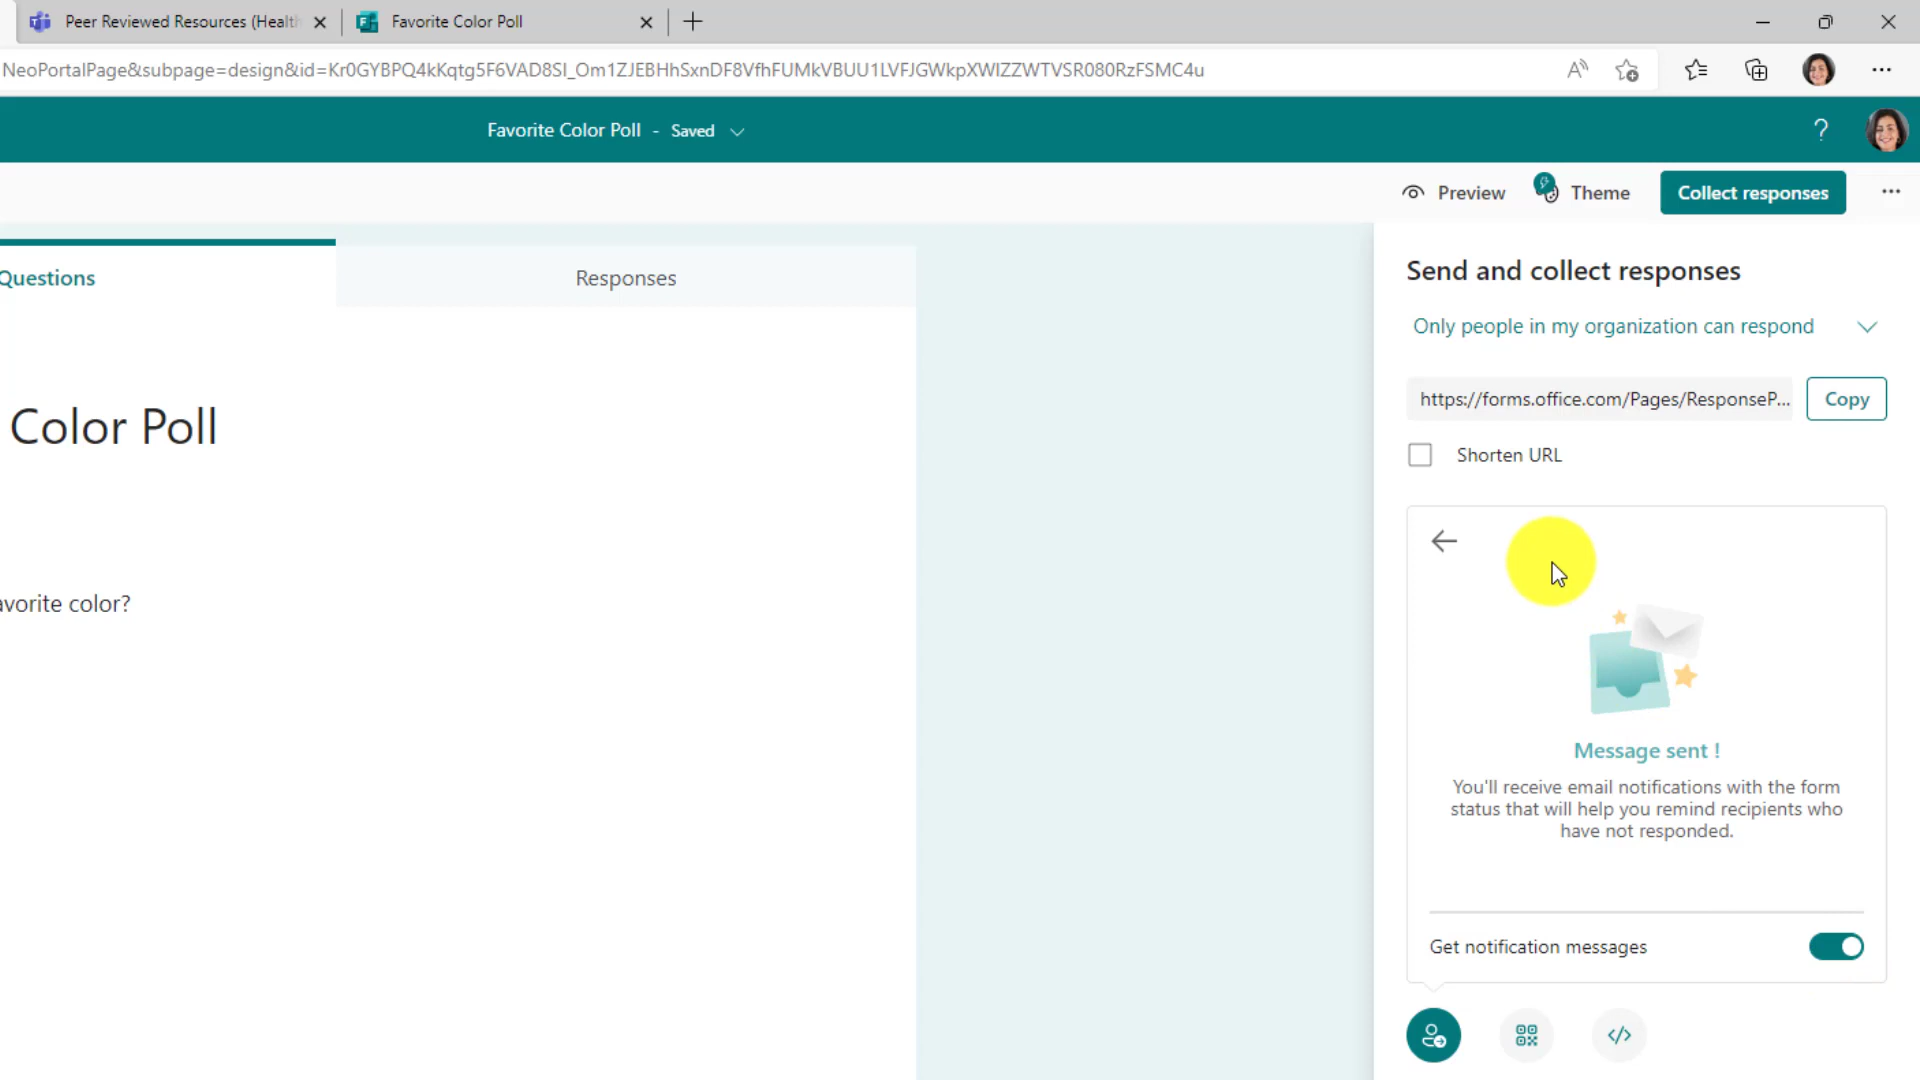 Peer Reviewed Resources (Healt
Favorite Color Poll
NeoPortalPage&subpage=design&id=Kr0GYBPQ4kKqtg5F6VAD8SI_Om1ZJEBHhSxnDF8VfhFUMkVBUU1LVFJGWkpXWlZZWTVSR080RzFSMC4u
Favorite Color Poll - Saved
?
Preview
Theme
Collect responses
Questions
Responses
Send and collect responses
Only people in my organization can respond
https://forms.office.com/Pages/ResponseP...
Copy
Shorten URL
Color Poll
avorite color?
Message sent !
You'll receive email notifications with the form
status that will help you remind recipients who
have not responded.
Get notification messages